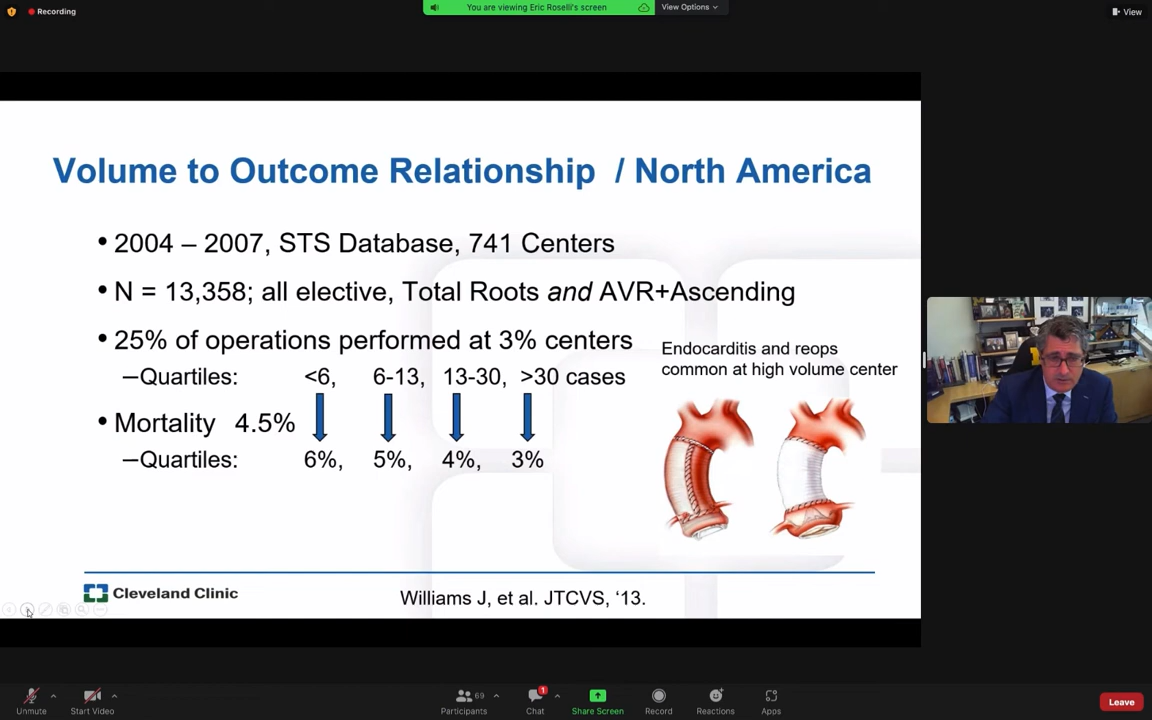 Recording
You are viewing Eric Roselli's screen
View Options
View
Volume to Outcome Relationship / North America
• 2004 – 2007, STS Database, 741 Centers
• N = 13,358; all elective, Total Roots and AVR+Ascending
• 25% of operations performed at 3% centers
–Quartiles: <6, 6-13, 13-30, >30 cases
• Mortality 4.5%
–Quartiles: 6%, 5%, 4%, 3%
Endocarditis and reops
common at high volume center
Cleveland Clinic
Williams J, et al. JTCVS, ‘13.
Unmute
Start Video
Participants
69
Chat
1
Share Screen
Record
Reactions
Apps
Leave